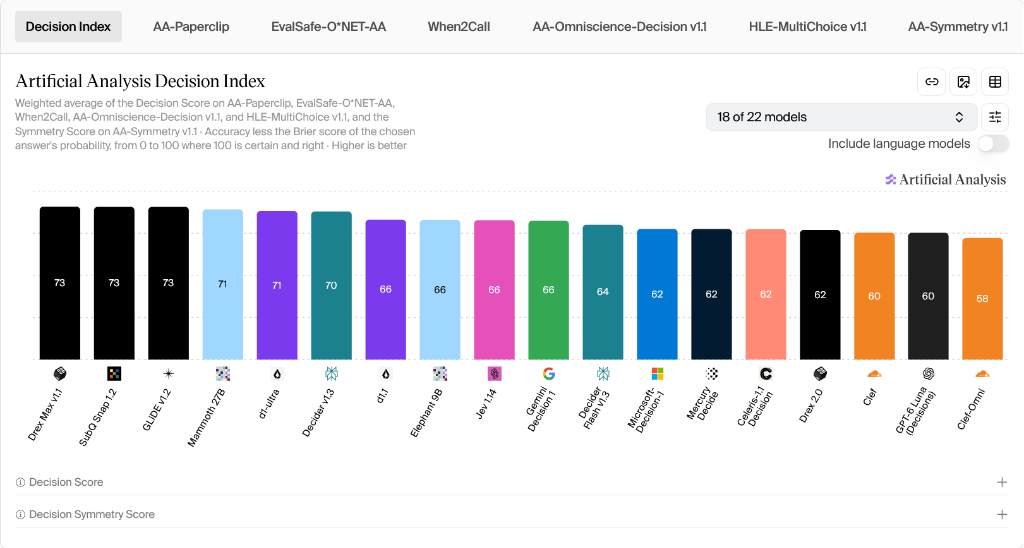 Decision Index
AA-Paperclip
EvalSafe-O*NET-AA
When2Call
AA-Omniscience-Decision v1.1
HLE-MultiChoice v1.1
AA-Symmetry v1.1
Artificial Analysis Decision Index
Weighted average of the Decision Score on AA-Paperclip, EvalSafe-O*NET-AA,
When2Call, AA-Omniscience-Decision v1.1, and HLE-MultiChoice v1.1, and the
Symmetry Score on AA-Symmetry v1.1 · Accuracy less the Brier score of the chosen
answer's probability, from 0 to 100 where 100 is certain and right · Higher is better
18 of 22 models
Include language models
Artificial Analysis
73
73
73
71
71
70
66
66
66
66
64
62
62
62
62
60
60
58
Drex Max v1.1
SubQ Snap 1.2
GLiDE v1.2
Mammoth 27B
d1-ultra
Decider v1.3
d1.1
Elephant 9B
Jev 1.14
Gemini
Decision 1
Decider
Flash v1.3
Microsoft-
Decision-1
Mercury
Decide
Celeris-1.1
Decision
Drex 2.0
Clef
GPT-6 Luna
(Decisions)
Clef-Omni
Decision Score
Decision Symmetry Score